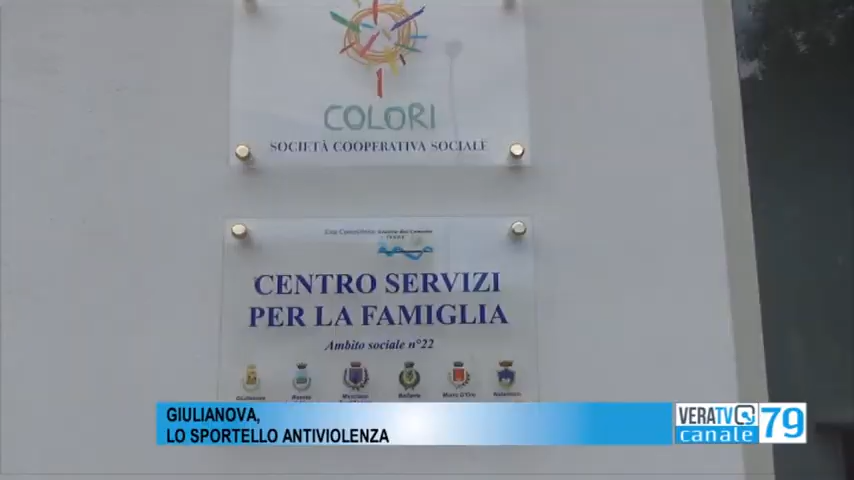 COLORI
SOCIETÀ COOPERATIVA SOCIALE
CENTRO SERVIZI
PER LA FAMIGLIA
Ambito sociale n°22
GIULIANOVA,
LO SPORTELLO ANTIVIOLENZA
VERATV
canale 79